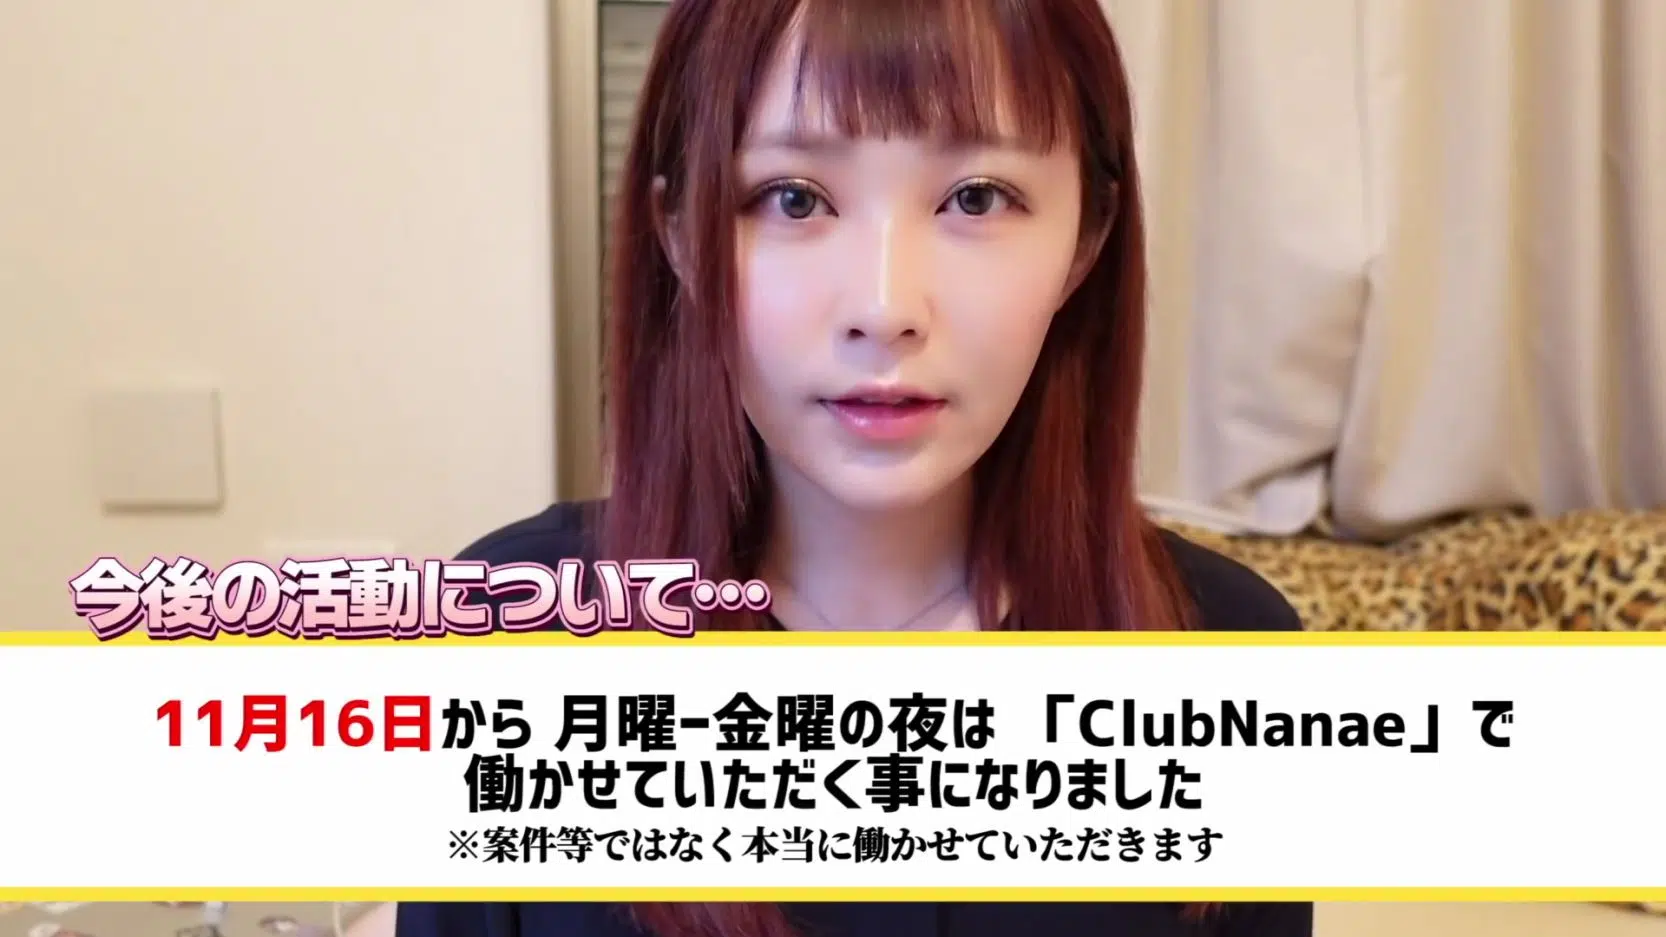 今後の活動について…
11月16日から 月曜-金曜の夜は 「ClubNanae」で
働かせていただく事になりました
※案件等ではなく本当に働かせていただきます